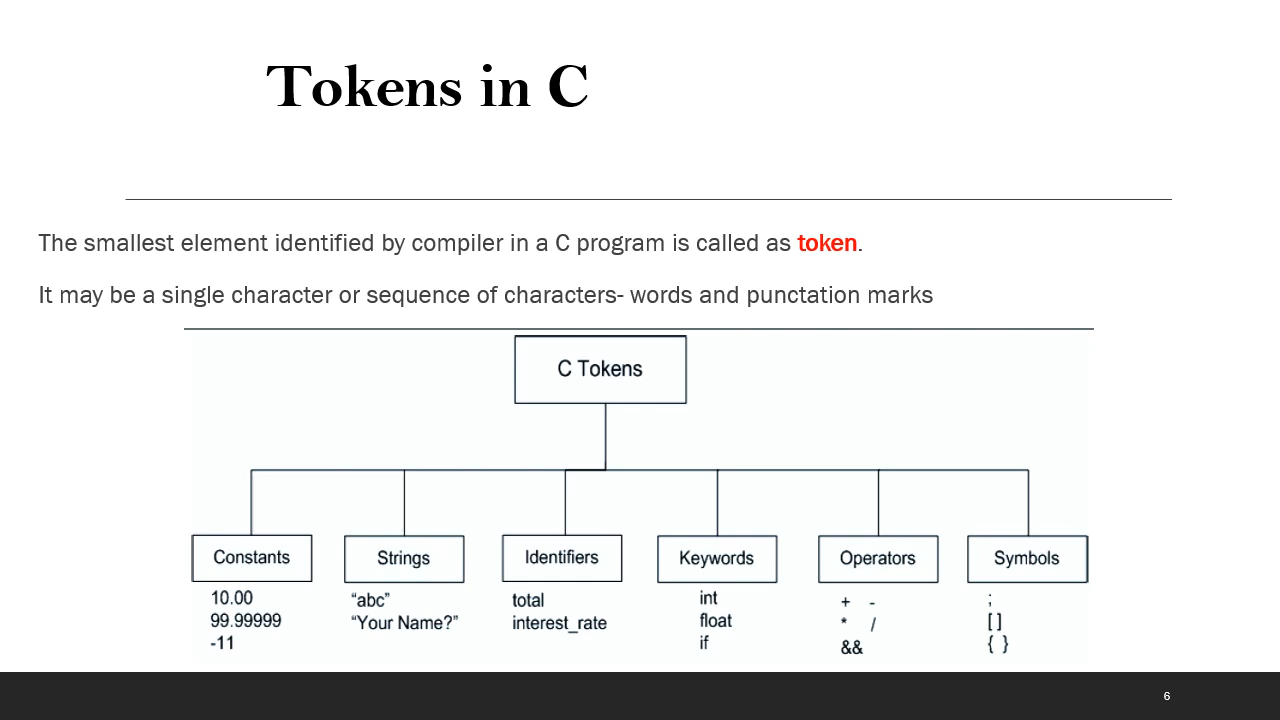 Tokens in C
The smallest element identified by compiler in a C program is called as token.
It may be a single character or sequence of characters- words and punctation marks
C Tokens
Constants Strings Identifiers Keywords Operators Symbols
10.00 “abc” total int + - ;
99.99999 “Your Name?” interest_rate float * / [ ]
-11 if && { }
6